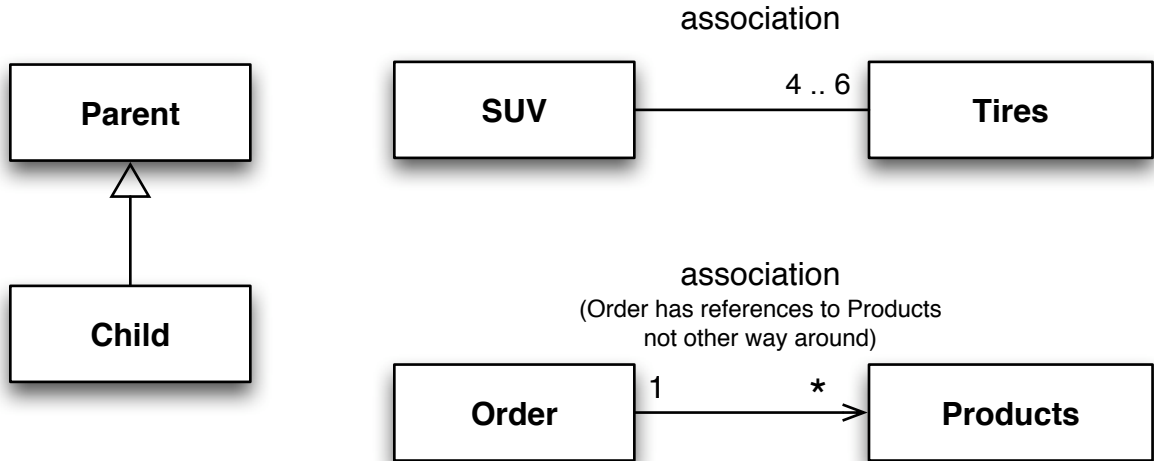 association
Parent
SUV
4 .. 6
Tires
association
(Order has references to Products
not other way around)
Child
Order
1
*
Products